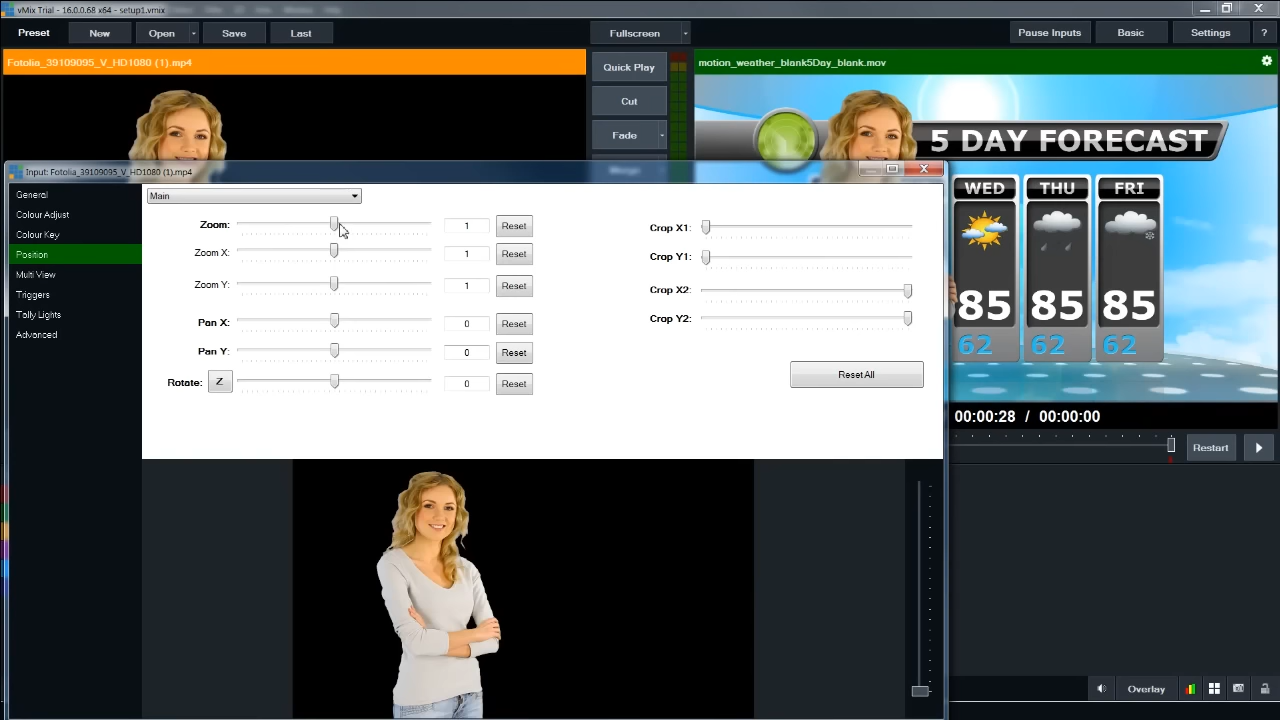 vMix Trial - 16.0.0.68 x64 - setup1.vmix
Preset
New
Open
Save
Last
Fullscreen
Pause Inputs
Basic
Settings
?
Fotolia_39109095_V_HD1080 (1).mp4
Quick Play
motion_weather_blank5Day_blank.mov
Cut
Fade
Merge
5 DAY FORECAST
Input: Fotolia_39109095_V_HD1080 (1).mp4
General
Colour Adjust
Colour Key
Position
Multi View
Triggers
Tally Lights
Advanced
Main
Zoom: 1 Reset
Zoom X: 1 Reset
Zoom Y: 1 Reset
Pan X: 0 Reset
Pan Y: 0 Reset
Rotate: Z 0 Reset
Crop X1:
Crop Y1:
Crop X2:
Crop Y2:
Reset All
WED THU FRI
85 85 85
62 62 62
00:00:28 / 00:00:00
Restart
Overlay